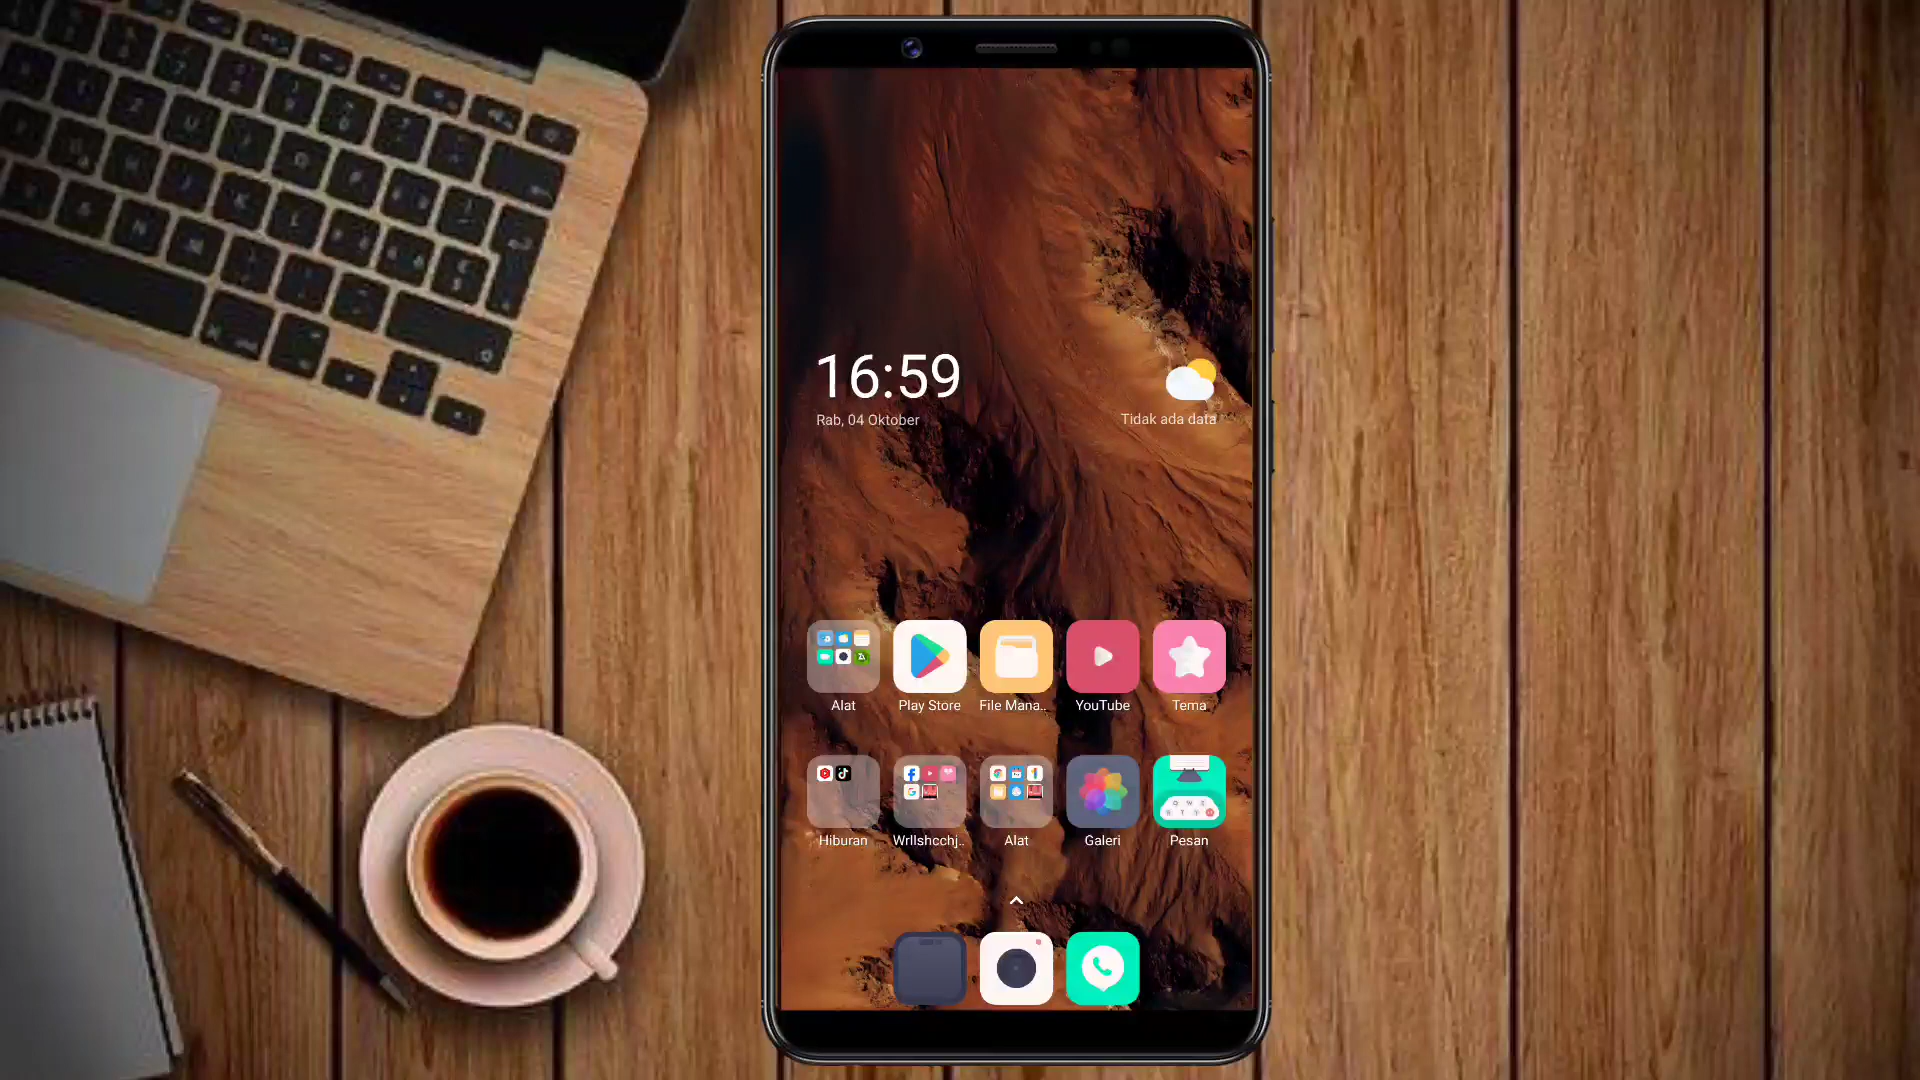 16:59
Rab, 04 Oktober
Tidak ada data
Alat
Play Store
File Mana..
YouTube
Tema
Hiburan
Wrllshcchj..
Alat
Galeri
Pesan